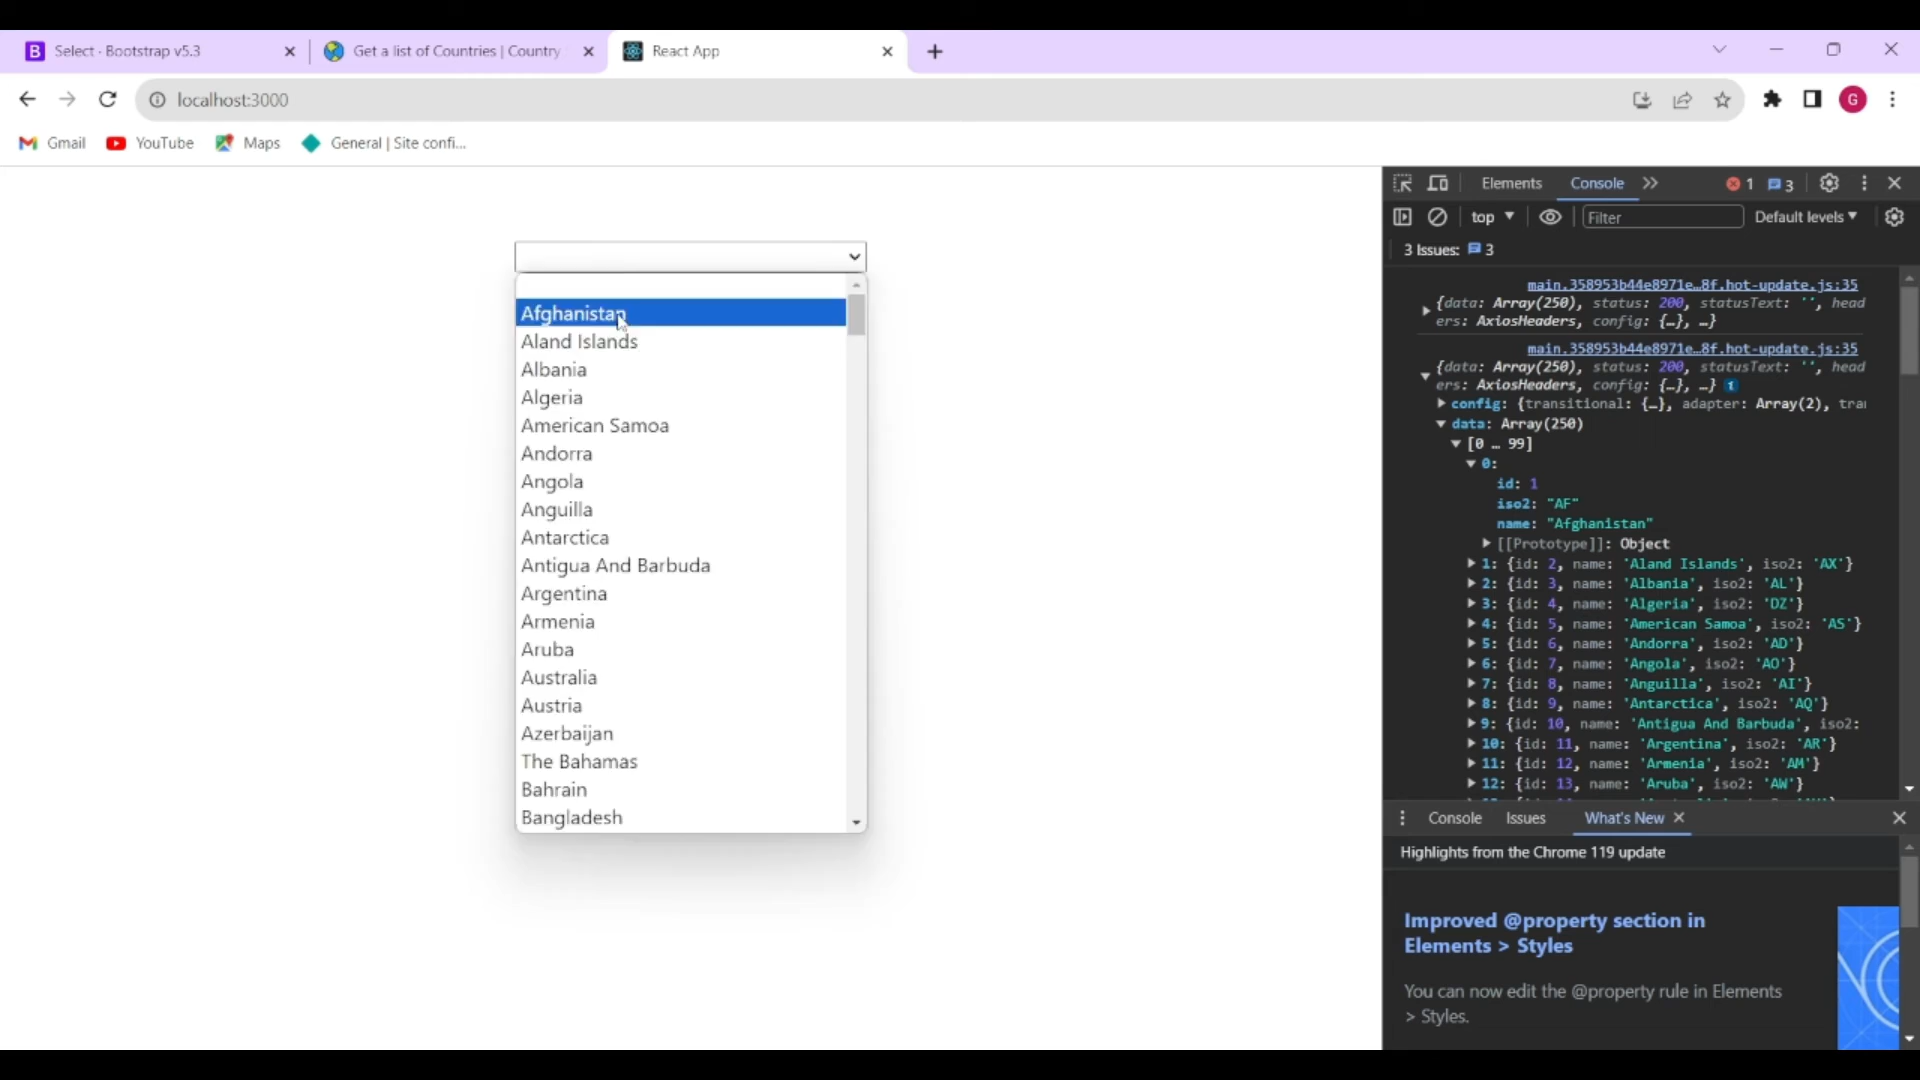 Select · Bootstrap v5.3
Get a list of Countries | Country
React App
localhost:3000
G
Gmail
YouTube
Maps
General | Site confi...
Afghanistan
Aland Islands
Albania
Algeria
American Samoa
Andorra
Angola
Anguilla
Antarctica
Antigua And Barbuda
Argentina
Armenia
Aruba
Australia
Austria
Azerbaijan
The Bahamas
Bahrain
Bangladesh
Elements
Console
1
3
top
Filter
Default levels
3 Issues:
3
main.358953b44e8971e…8f.hot-update.js:35
{data: Array(250), status: 200, statusText: '', head
ers: AxiosHeaders, config: {…}, …}
main.358953b44e8971e…8f.hot-update.js:35
{data: Array(250), status: 200, statusText: '', head
ers: AxiosHeaders, config: {…}, …}
config: {transitional: {…}, adapter: Array(2), tra
data: Array(250)
[0 … 99]
0:
id: 1
iso2: "AF"
name: "Afghanistan"
[[Prototype]]: Object
1: {id: 2, name: 'Aland Islands', iso2: 'AX'}
2: {id: 3, name: 'Albania', iso2: 'AL'}
3: {id: 4, name: 'Algeria', iso2: 'DZ'}
4: {id: 5, name: 'American Samoa', iso2: 'AS'}
5: {id: 6, name: 'Andorra', iso2: 'AD'}
6: {id: 7, name: 'Angola', iso2: 'AO'}
7: {id: 8, name: 'Anguilla', iso2: 'AI'}
8: {id: 9, name: 'Antarctica', iso2: 'AQ'}
9: {id: 10, name: 'Antigua And Barbuda', iso2:
10: {id: 11, name: 'Argentina', iso2: 'AR'}
11: {id: 12, name: 'Armenia', iso2: 'AM'}
12: {id: 13, name: 'Aruba', iso2: 'AW'}
Console
Issues
What's New
Highlights from the Chrome 119 update
Improved @property section in
Elements > Styles
You can now edit the @property rule in Elements
> Styles.